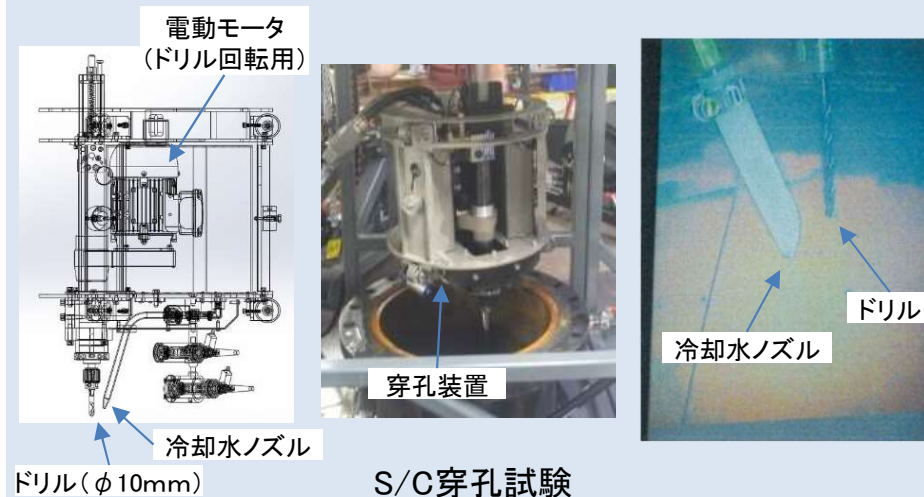 電動モータ
(ドリル回転用)
ドリル
冷却水ノズル
穿孔装置
冷却水ノズル
ドリル(φ10mm)
S/C穿孔試験